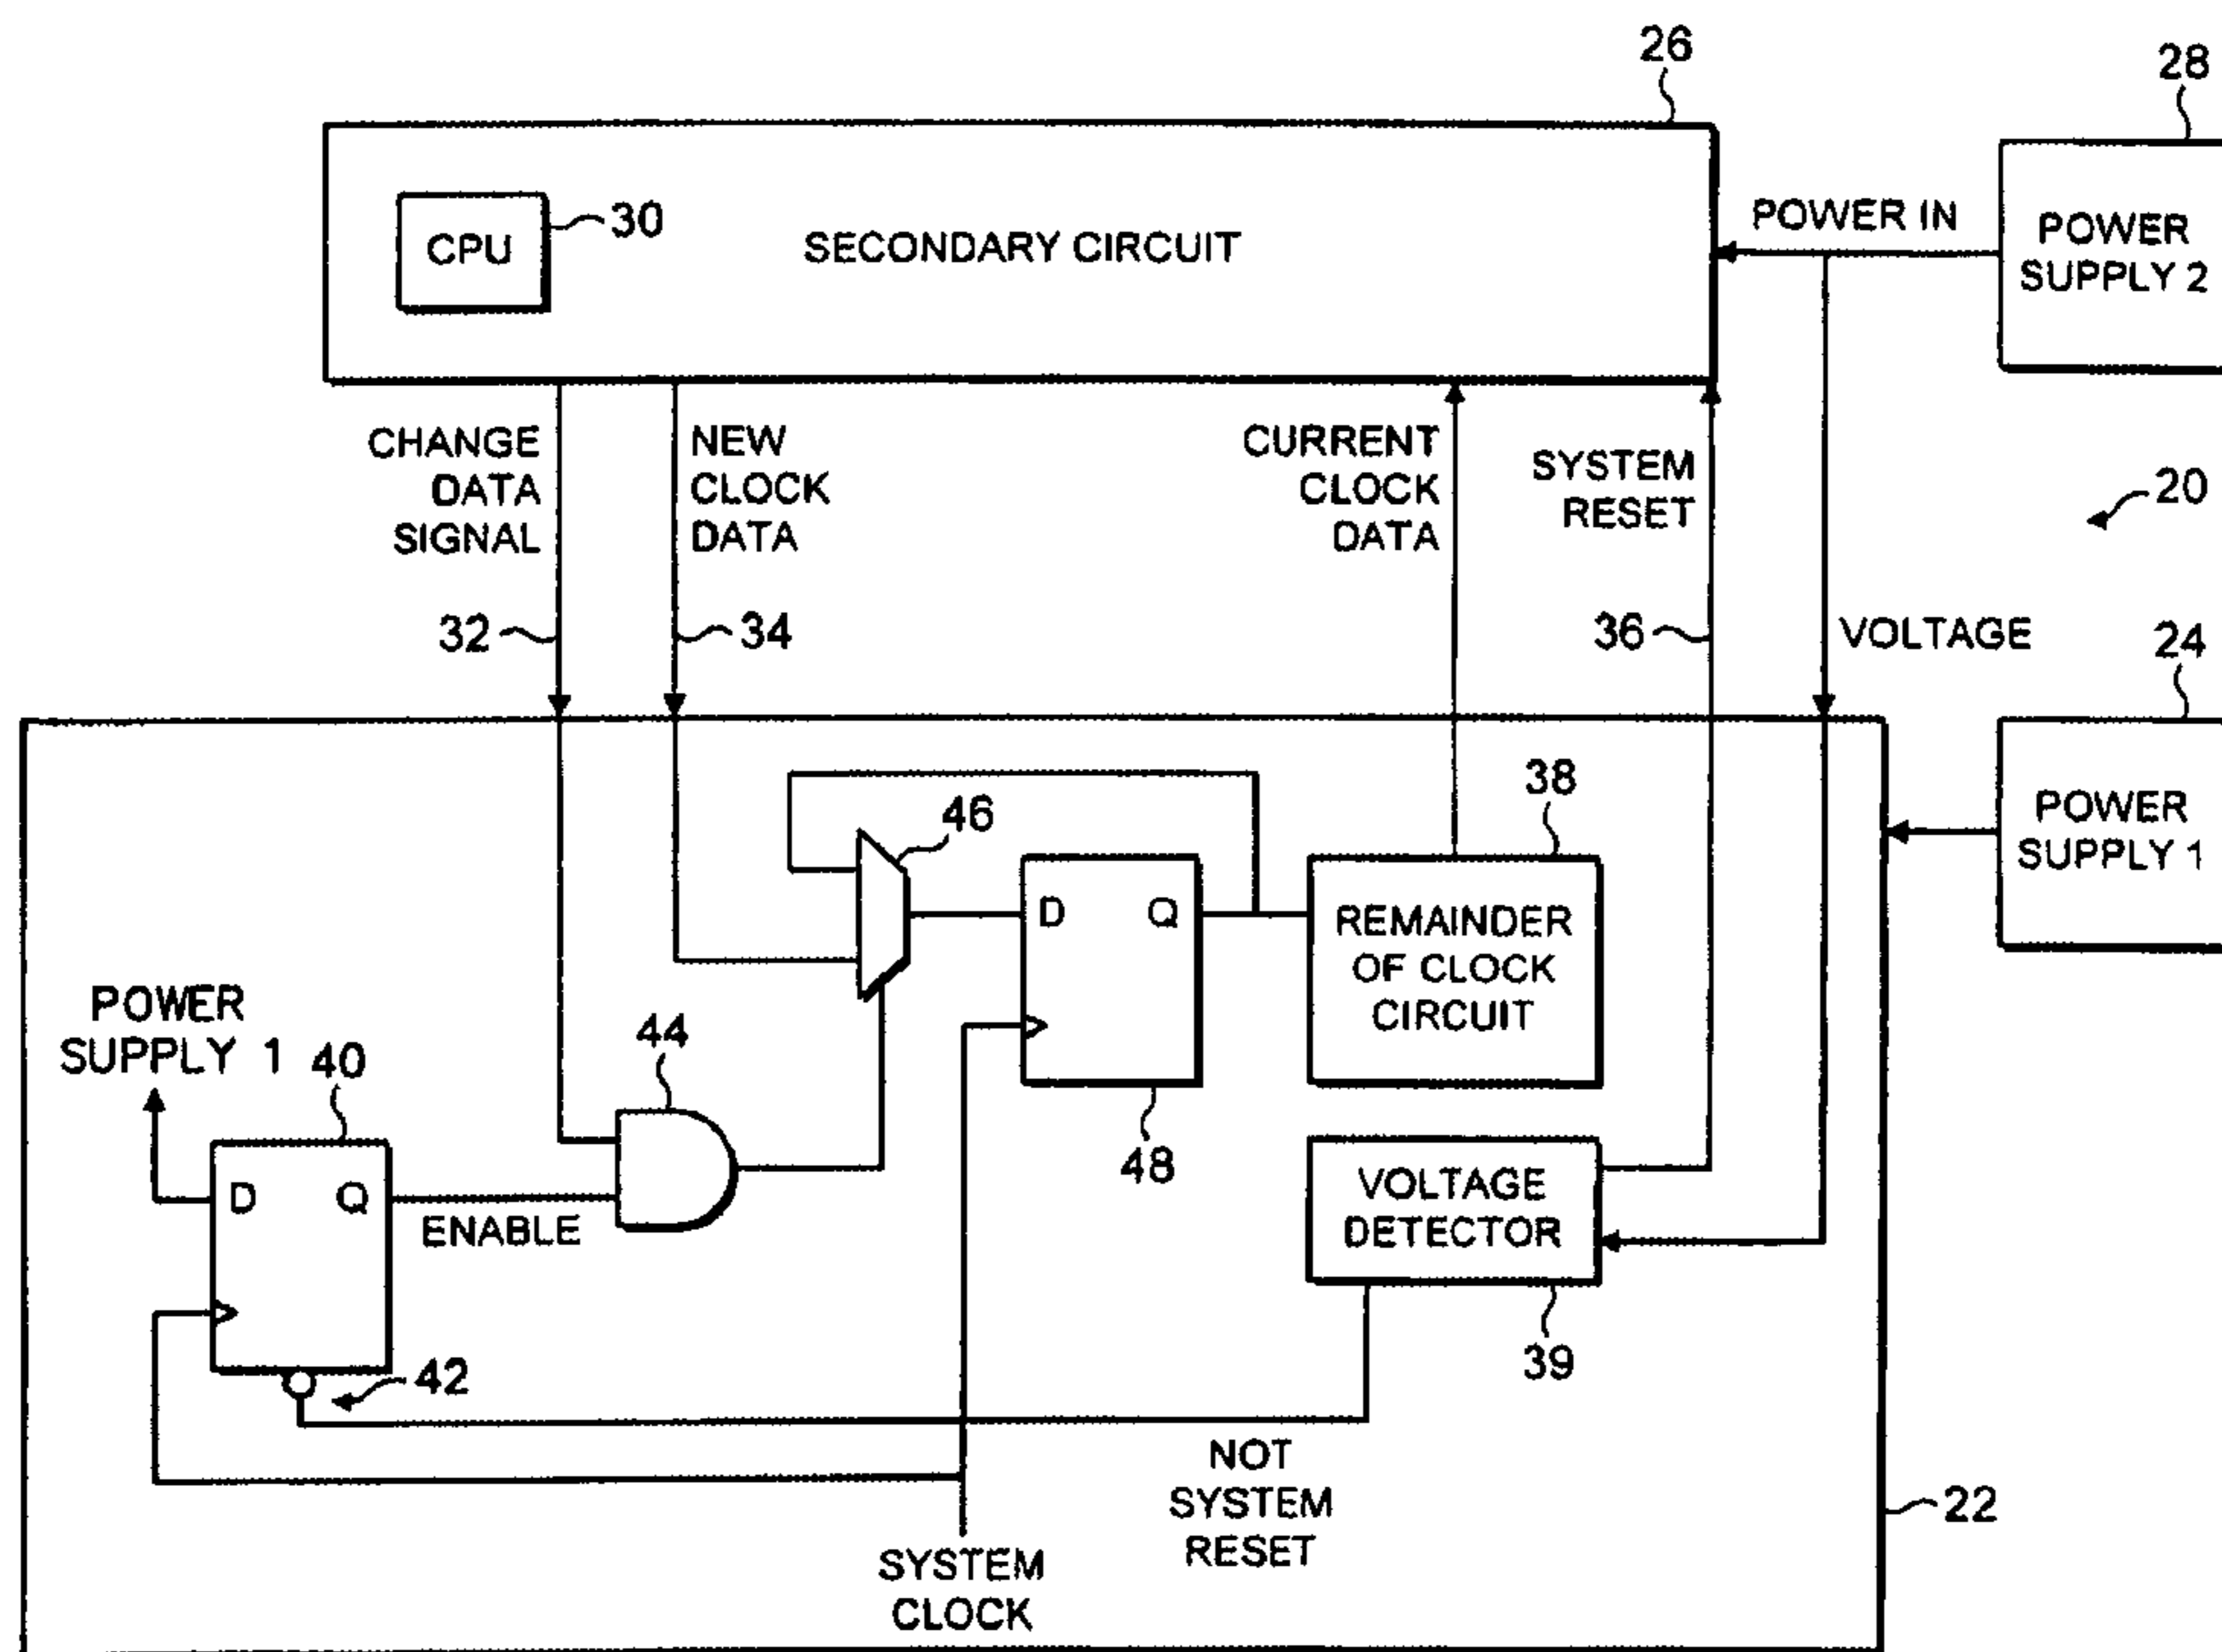 26
28
CPU
30
SECONDARY CIRCUIT
POWER IN
POWER
SUPPLY 2
CHANGE
DATA
SIGNAL
NEW
CLOCK
DATA
CURRENT
CLOCK
DATA
SYSTEM
RESET
20
32
34
36
VOLTAGE
24
POWER
SUPPLY 1
46
38
D
Q
REMAINDER
OF CLOCK
CIRCUIT
POWER
SUPPLY 1
40
44
48
D
Q
ENABLE
VOLTAGE
DETECTOR
39
42
NOT
SYSTEM
RESET
SYSTEM
CLOCK
22